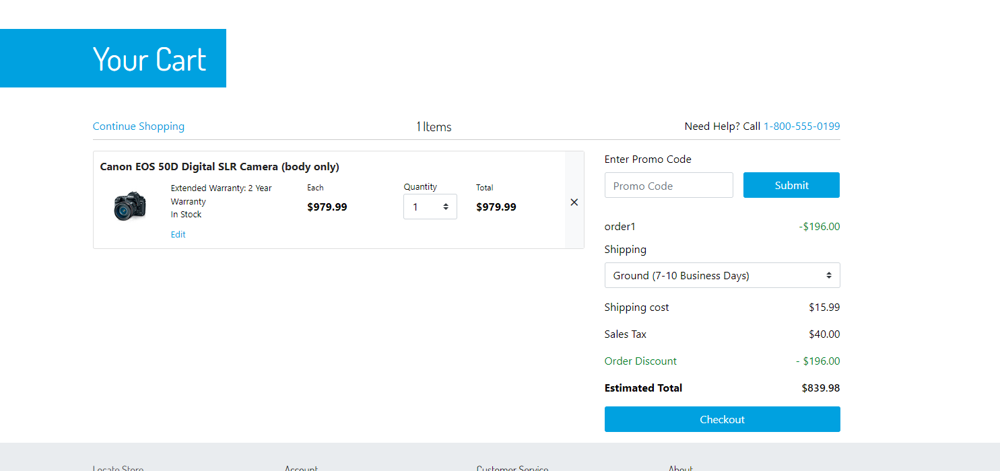 Your Cart
Continue Shopping
1 Items
Need Help? Call 1-800-555-0199
Canon EOS 50D Digital SLR Camera (body only)
Extended Warranty: 2 Year
Warranty
In Stock
Edit
Each
$979.99
Quantity
1
Total
$979.99
×
Enter Promo Code
Promo Code
Submit
order1 -$196.00
Shipping
Ground (7-10 Business Days)
Shipping cost $15.99
Sales Tax $40.00
Order Discount - $196.00
Estimated Total $839.98
Checkout
Locate Store
Account
Customer Service
About